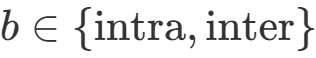 b ∈ {intra, inter}